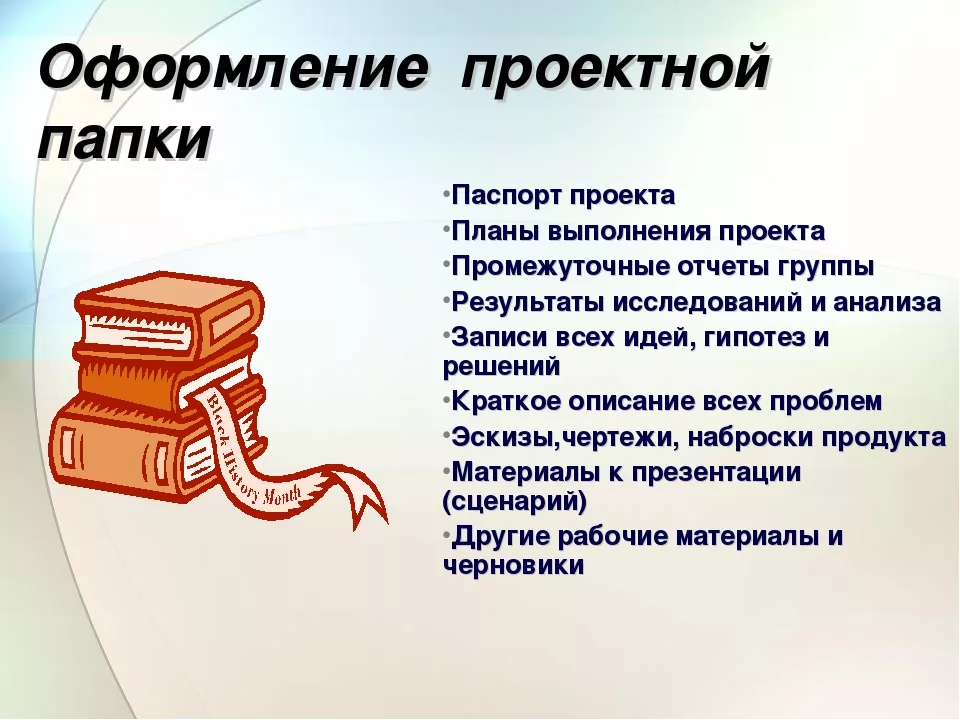 Оформление проектной
папки
•Паспорт проекта
•Планы выполнения проекта
•Промежуточные отчеты группы
•Результаты исследований и анализа
•Записи всех идей, гипотез и
решений
•Краткое описание всех проблем
•Эскизы,чертежи, наброски продукта
•Материалы к презентации
(сценарий)
•Другие рабочие материалы и
черновики
Black History Month